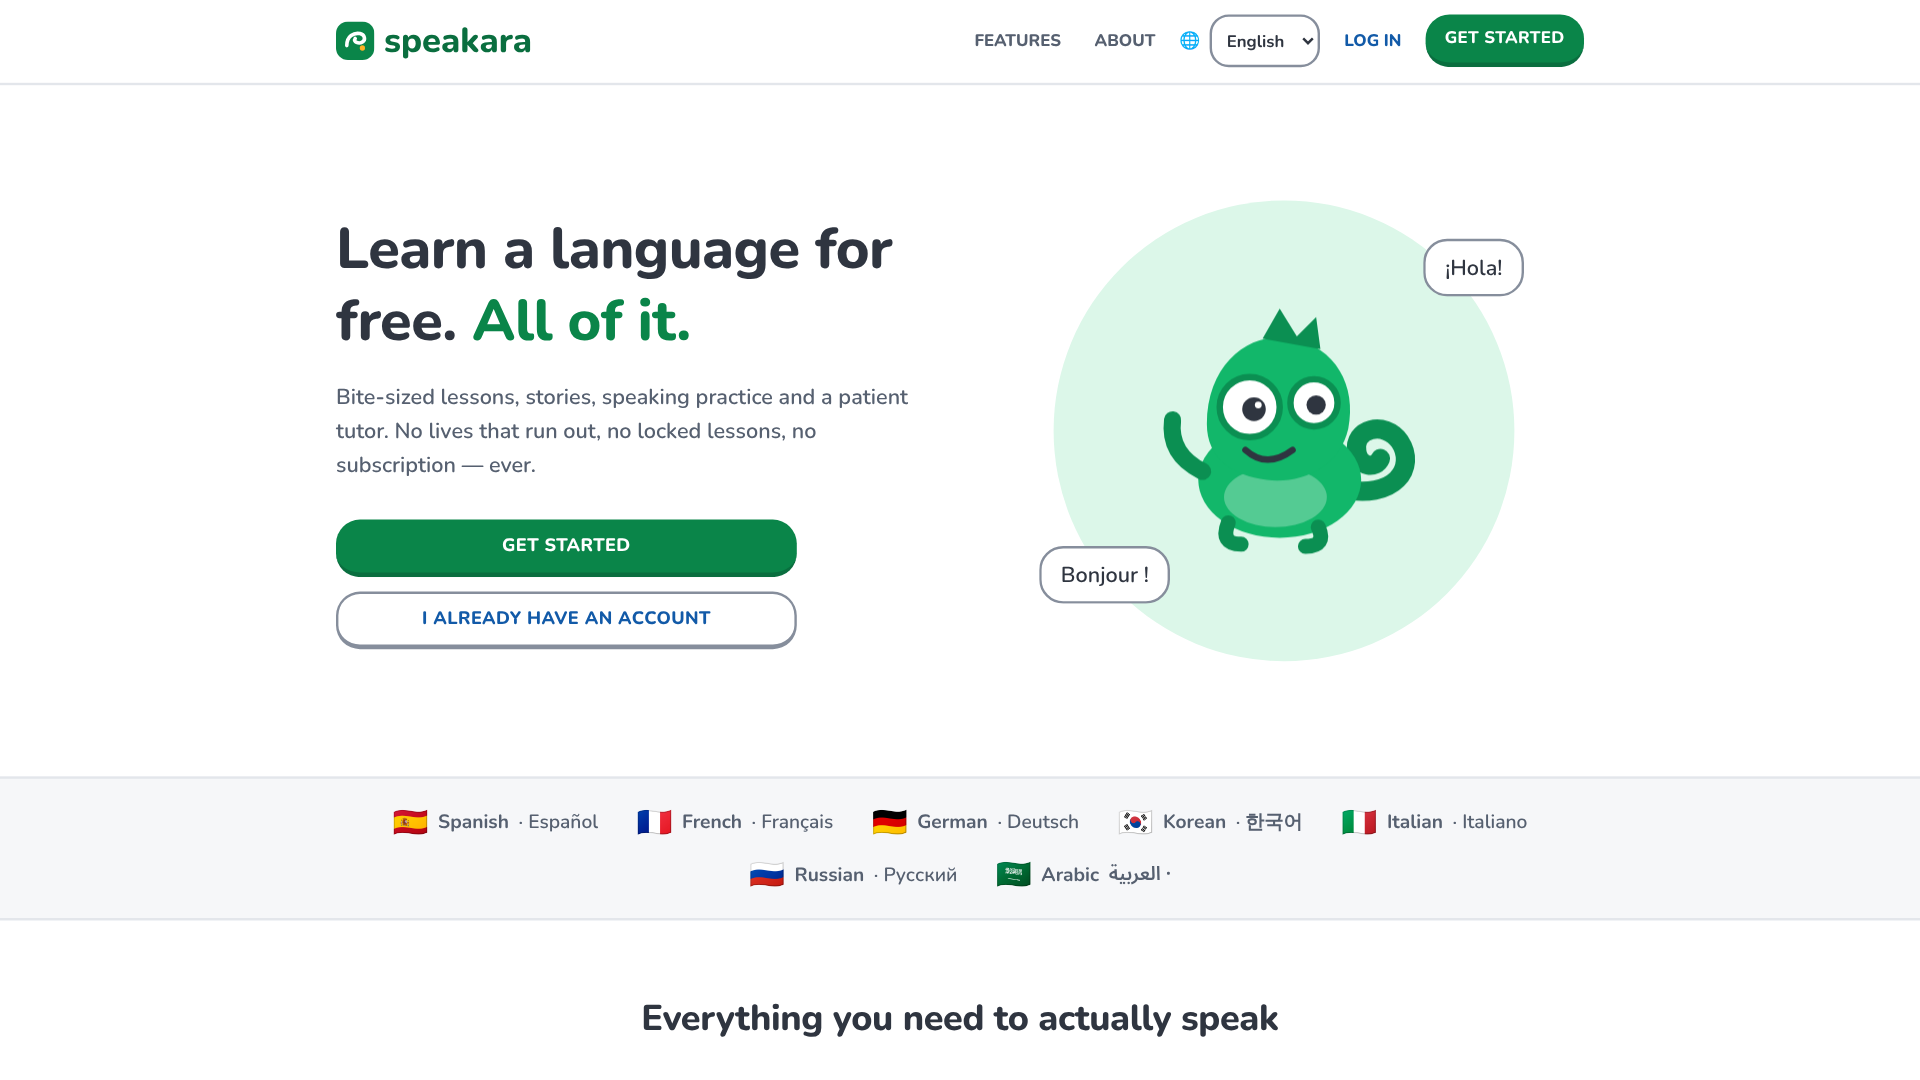 speakara
FEATURES
ABOUT
English
LOG IN
GET STARTED
Learn a language for
free. All of it.
Bite-sized lessons, stories, speaking practice and a patient
tutor. No lives that run out, no locked lessons, no
subscription — ever.
GET STARTED
I ALREADY HAVE AN ACCOUNT
¡Hola!
Bonjour !
Spanish · Español
French · Français
German · Deutsch
Korean · 한국어
Italian · Italiano
Russian · Русский
Arabic · العربية
Everything you need to actually speak